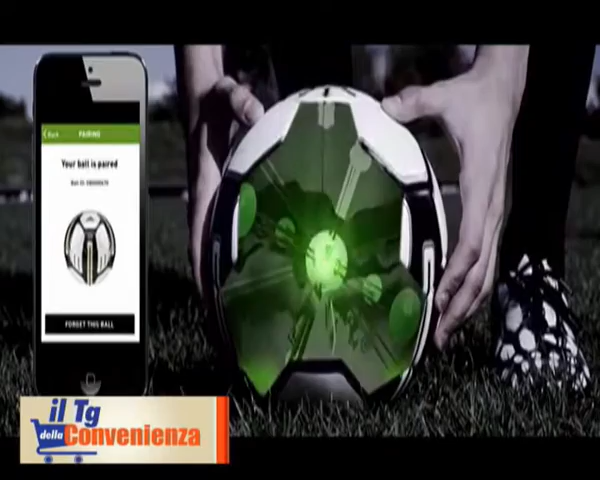 Back PAIRING
Your ball is paired
FORGET THIS BALL
il Tg
della Convenienza